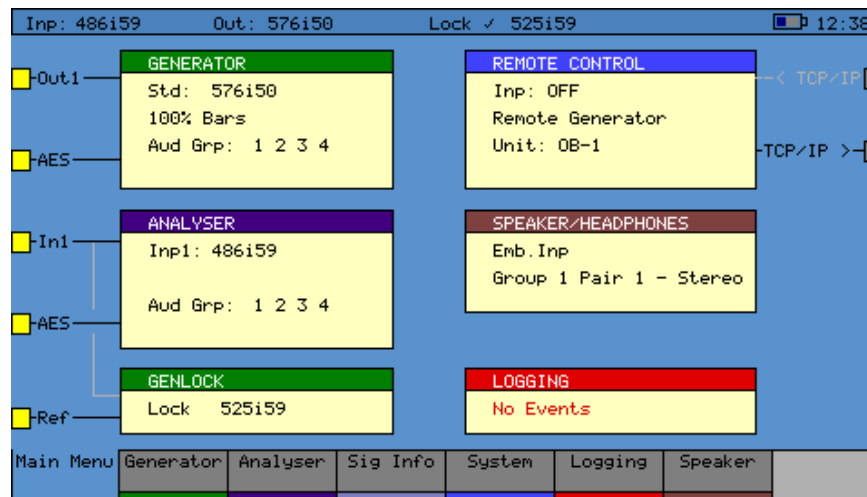 Inp: 486i59 Out: 576i50 Lock ✓ 525i59 12:38
GENERATOR
Std: 576i50
100% Bars
Aud Grp: 1 2 3 4
REMOTE CONTROL
Inp: OFF
Remote Generator
Unit: OB-1
Out1
AES
< TCP/IP
TCP/IP >
ANALYSER
Inp1: 486i59
Aud Grp: 1 2 3 4
SPEAKER/HEADPHONES
Emb.Inp
Group 1 Pair 1 - Stereo
In1
AES
GENLOCK
Lock 525i59
LOGGING
No Events
Ref
Main Menu Generator Analyser Sig Info System Logging Speaker